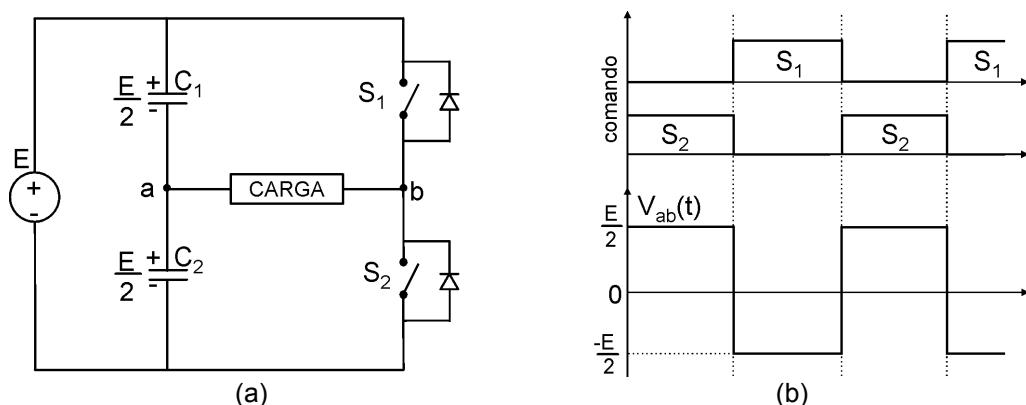 E/2 + - C1
S1
E + -
a
CARGA
b
E/2 + - C2
S2
(a)
comando
S1
S1
S2
S2
Vab(t)
E/2
0
-E/2
(b)